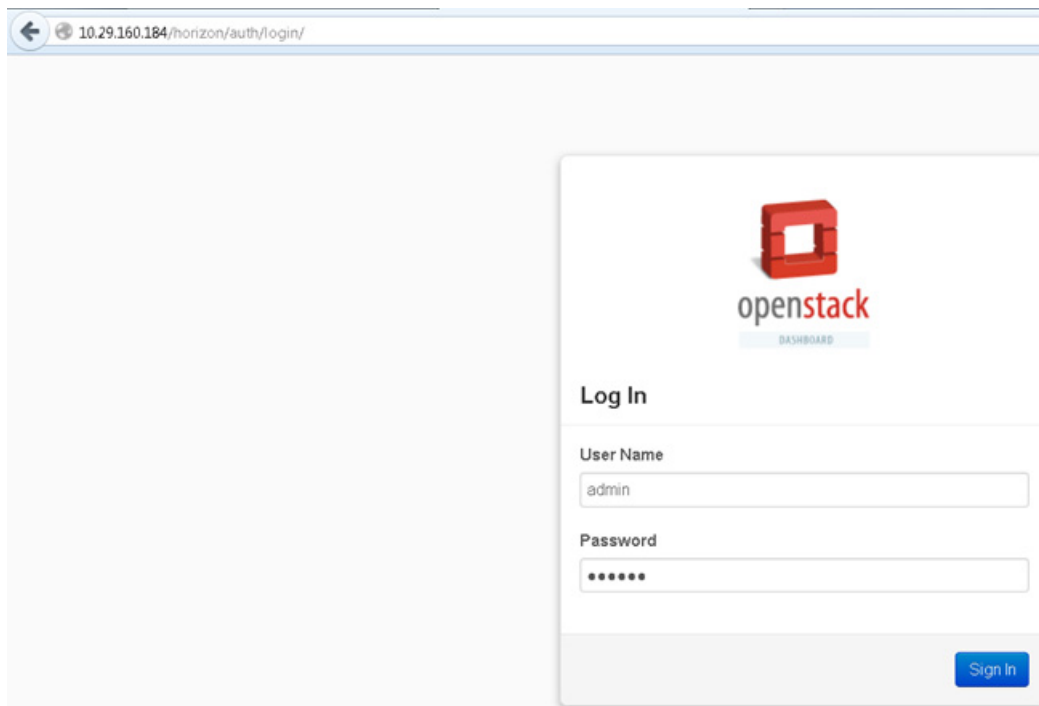 10.29.160.184/horizon/auth/login/
openstack
DASHBOARD
Log In
User Name
admin
Password
••••••
Sign In